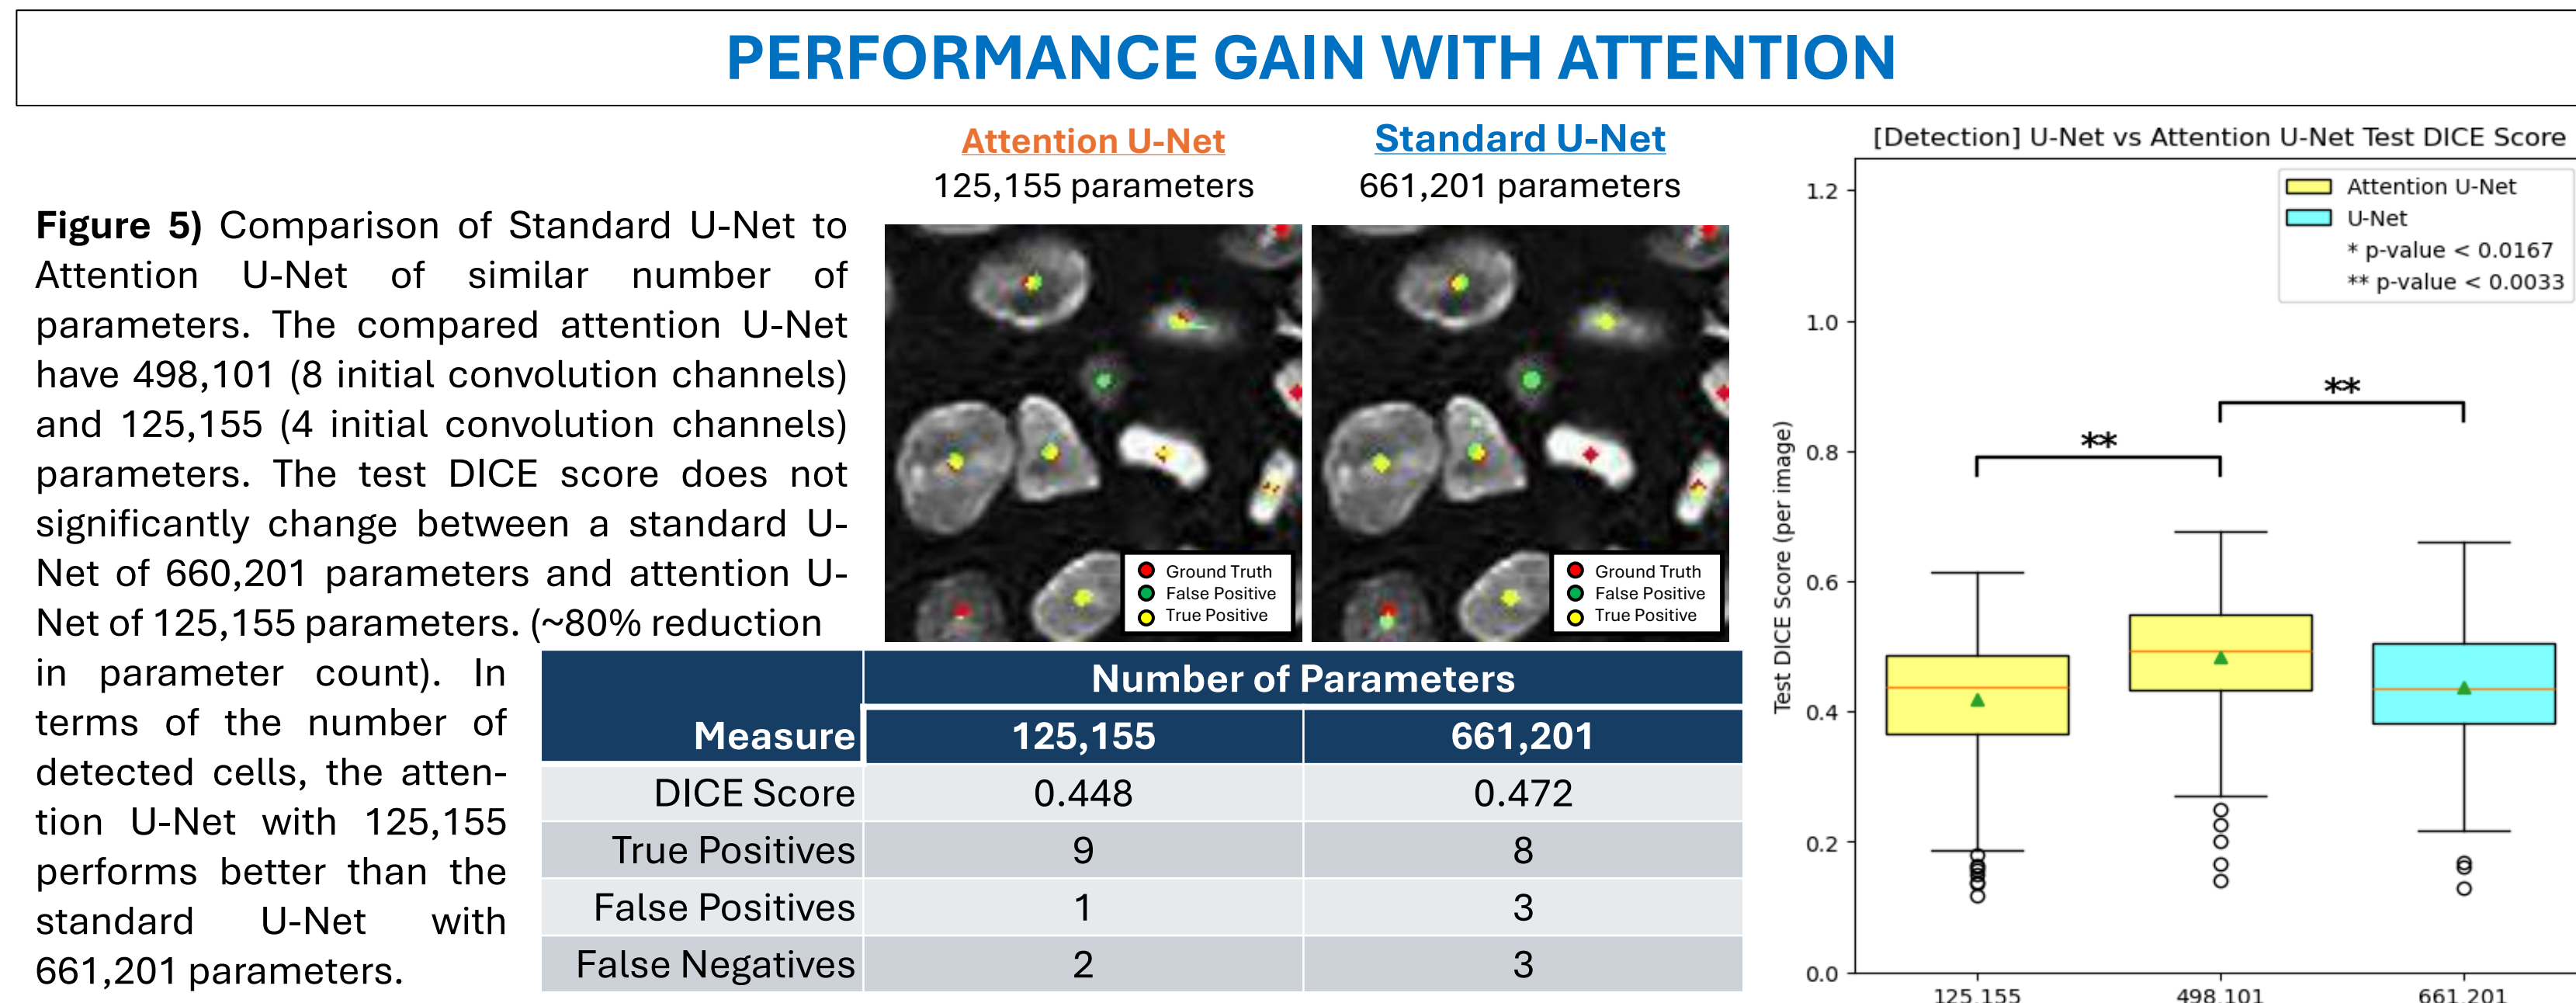 PERFORMANCE GAIN WITH ATTENTION
Figure 5) Comparison of Standard U-Net to
Attention U-Net of similar number of
parameters. The compared attention U-Net
have 498,101 (8 initial convolution channels)
and 125,155 (4 initial convolution channels)
parameters. The test DICE score does not
significantly change between a standard U-
Net of 660,201 parameters and attention U-
Net of 125,155 parameters. (~80% reduction
in parameter count). In
terms of the number of
detected cells, the atten-
tion U-Net with 125,155
performs better than the
standard U-Net with
661,201 parameters.
Attention U-Net
125,155 parameters
Ground Truth
False Positive
True Positive
Standard U-Net
661,201 parameters
Ground Truth
False Positive
True Positive
Number of Parameters
Measure 125,155 661,201
DICE Score 0.448 0.472
True Positives 9 8
False Positives 1 3
False Negatives 2 3
[Detection] U-Net vs Attention U-Net Test DICE Score
Attention U-Net
U-Net
* p-value < 0.0167
** p-value < 0.0033
Test DICE Score (per image)
1.2
1.0
0.8
0.6
0.4
0.2
0.0
**
**
125,155 498,101 661,201